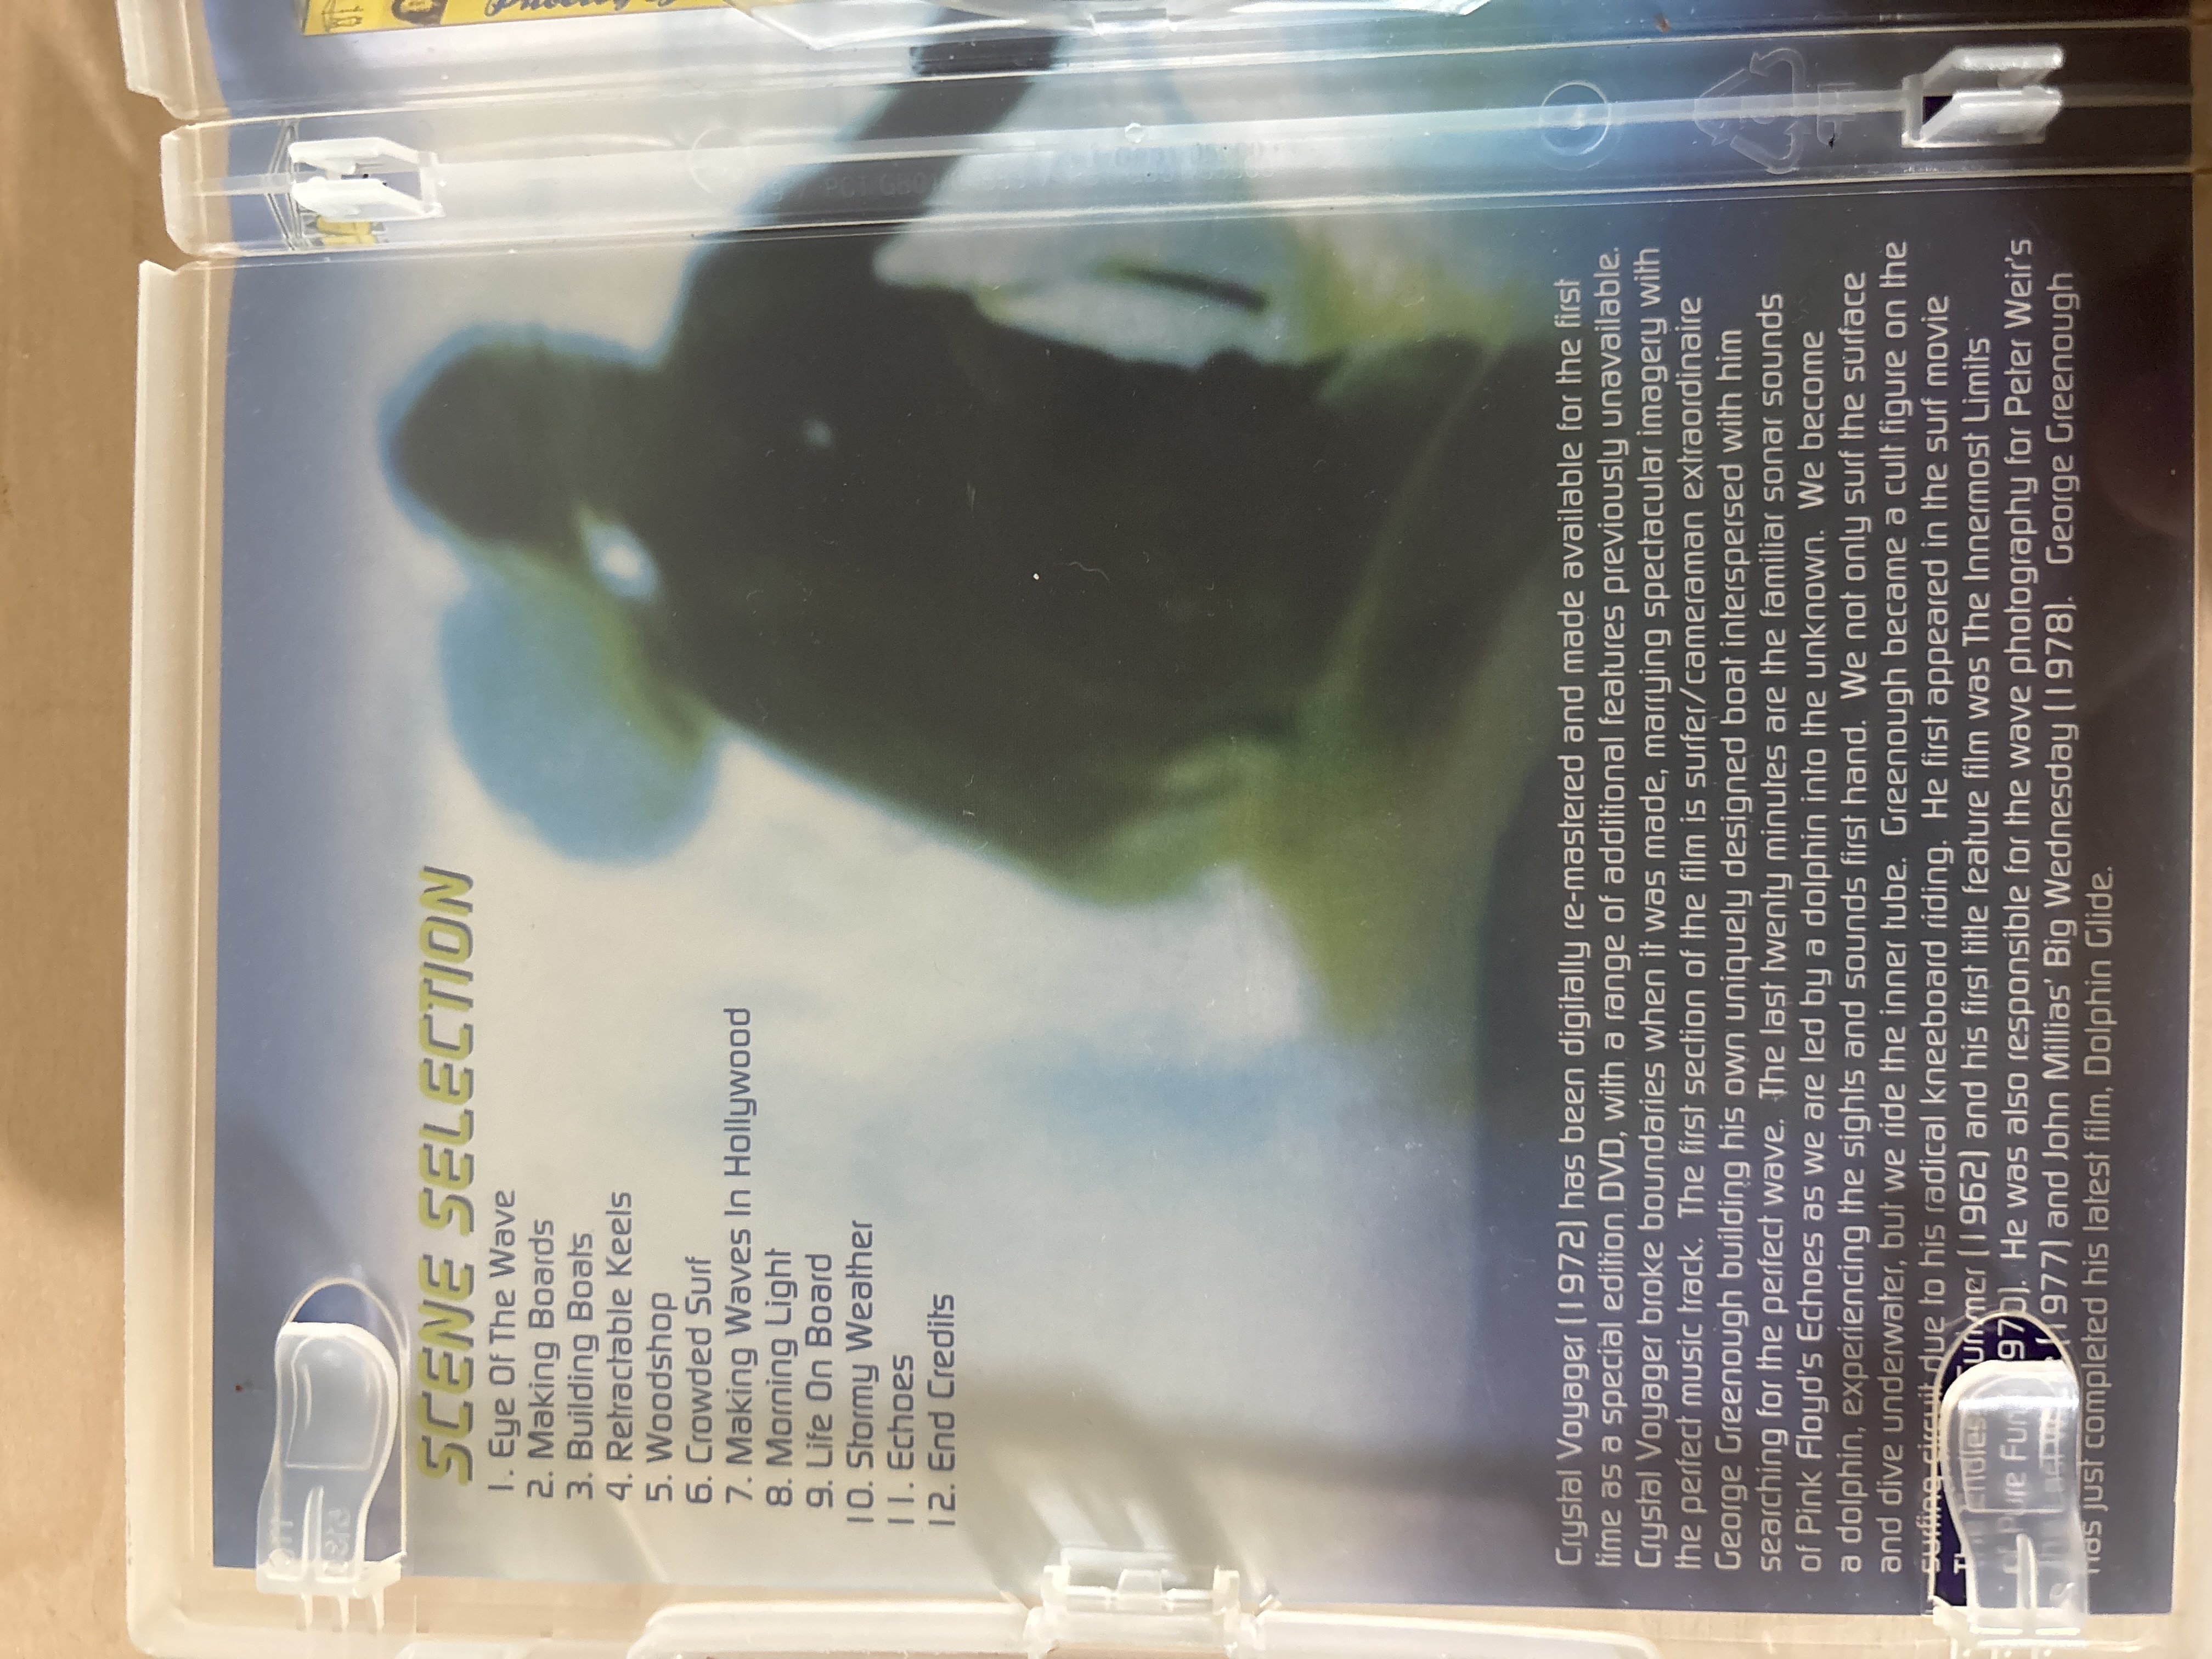 SCENE SELECTION
1. Eye Of The Wave
2. Making Boards
3. Building Boats
4. Retractable Keels
5. Woodshop
6. Crowded Surf
7. Making Waves In Hollywood
8. Morning Light
9. Life On Board
10. Stormy Weather
11. Echoes
12. End Credits
Crystal Voyager (1972) has been digitally re-mastered and made available for the first
time as a special edition DVD, with a range of additional features previously unavailable.
Crystal Voyager broke boundaries when it was made, marrying spectacular imagery with
the perfect music track. The first section of the film is surfer/cameraman extraordinaire
George Greenough building his own uniquely designed boat interspersed with him
searching for the perfect wave. The last twenty minutes are the familiar sonar sounds
of Pink Floyd's Echoes as we are led by a dolphin into the unknown. We become
a dolphin, experiencing the sights and sounds first hand. We not only surf the surface
and dive underwater, but we ride the inner tube. Greenough became a cult figure on the
surfing circuit due to his radical kneeboard riding. He first appeared in the surf movie
(1962) and his first title feature film was The Innermost Limits
He was also responsible for the wave photography for Peter Weir's
(1977) and John Millias' Big Wednesday (1978). George Greenough
has just completed his latest film, Dolphin Glide.